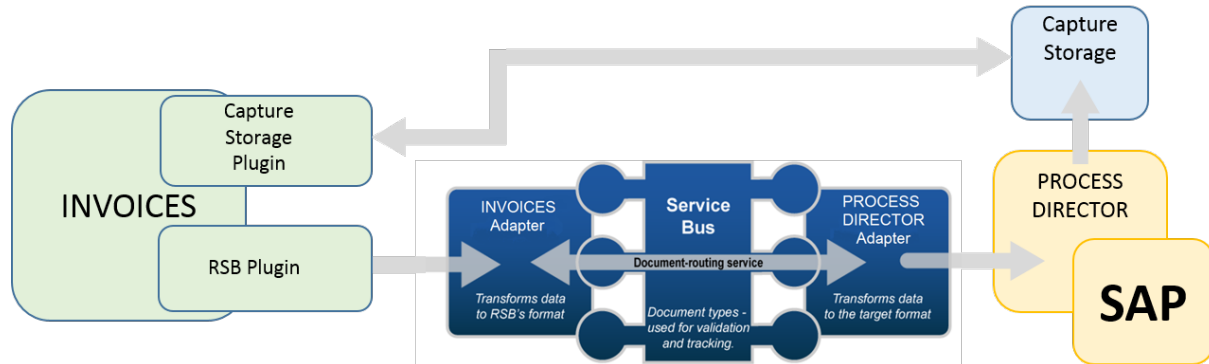 INVOICES
Capture
Storage
Plugin
RSB Plugin
INVOICES
Adapter
Transforms data
to RSB's format
Service
Bus
Document-routing service
Document types -
used for validation
and tracking.
PROCESS
DIRECTOR
Adapter
Transforms data
to the target format
Capture
Storage
PROCESS
DIRECTOR
SAP